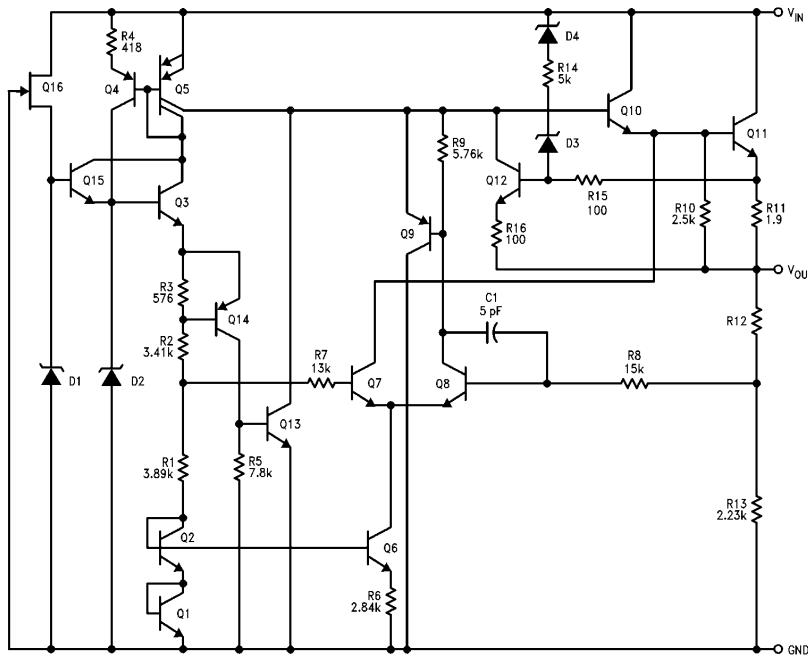 VIN
R4
418
D4
Q16
Q4
Q5
R14
5k
Q10
Q11
R9
5.76k
D3
Q15
Q12
R15
100
Q3
R10
2.5k
R11
1.9
Q9
R16
100
VOU
R3
576
C1
5 pF
Q14
R12
R2
3.41k
R7
13k
R8
15k
D1
D2
Q7
Q8
Q13
R1
3.89k
R5
7.8k
R13
2.23k
Q2
Q6
R6
2.84k
Q1
GND